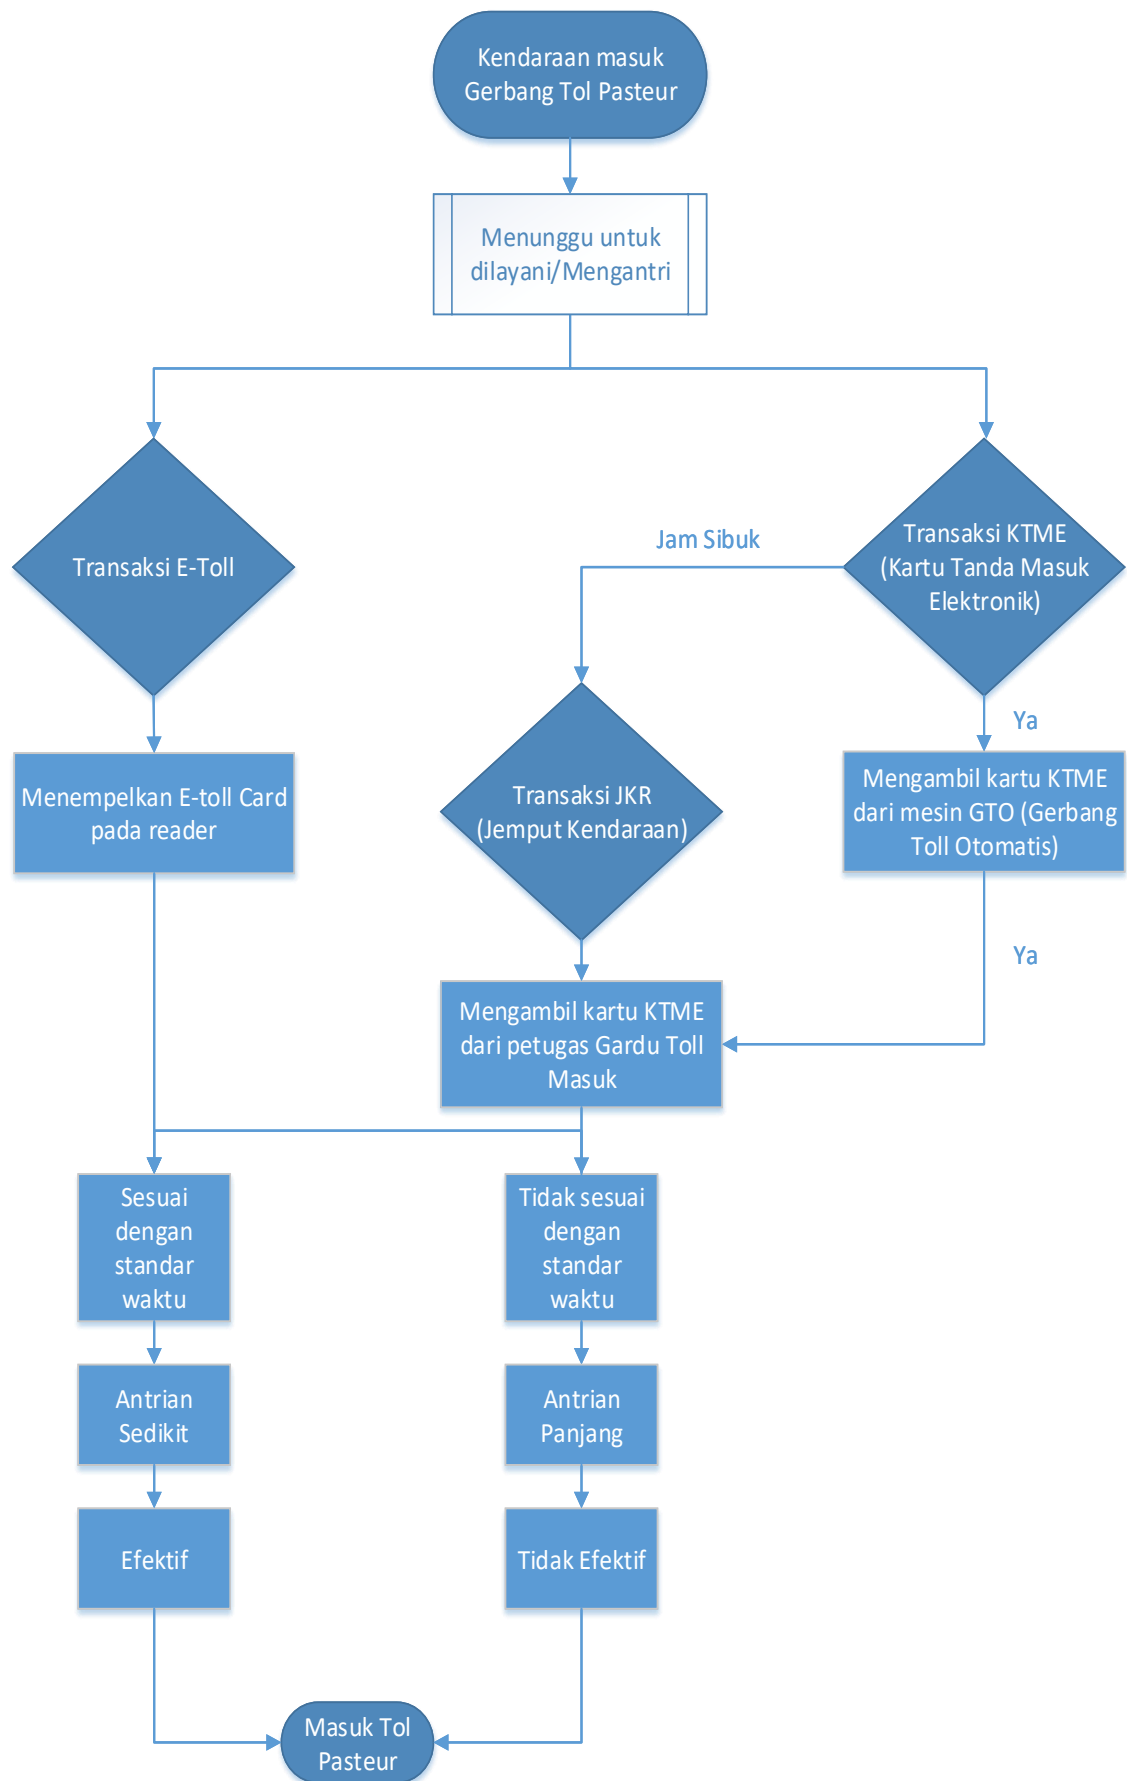 Kendaraan masuk
Gerbang Tol Pasteur
Menunggu untuk
dilayani/Mengantri
Transaksi E-Toll
Jam Sibuk
Transaksi KTME
(Kartu Tanda Masuk
Elektronik)
Ya
Menempelkan E-toll Card
pada reader
Transaksi JKR
(Jemput Kendaraan)
Mengambil kartu KTME
dari mesin GTO (Gerbang
Toll Otomatis)
Ya
Mengambil kartu KTME
dari petugas Gardu Toll
Masuk
Sesuai
dengan
standar
waktu
Tidak sesuai
dengan
standar
waktu
Antrian
Sedikit
Antrian
Panjang
Efektif
Tidak Efektif
Masuk Tol
Pasteur